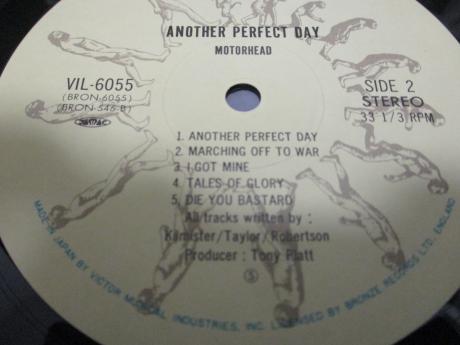 ANOTHER PERFECT DAY
MOTORHEAD
VIL-6055
(BRON-6055)
(BRON-546-B)
SIDE 2
STEREO
33 1/3 RPM
1. ANOTHER PERFECT DAY
2. MARCHING OFF TO WAR
3. I GOT MINE
4. TALES OF GLORY
5. DIE YOU BASTARD
All tracks written by :
Kilmister/Taylor/Robertson
Producer : Tony Platt
Ⓢ
MADE IN JAPAN BY VICTOR MUSICAL INDUSTRIES, INC. LICENSED BY BRONZE RECORDS LTD. ENGLAND